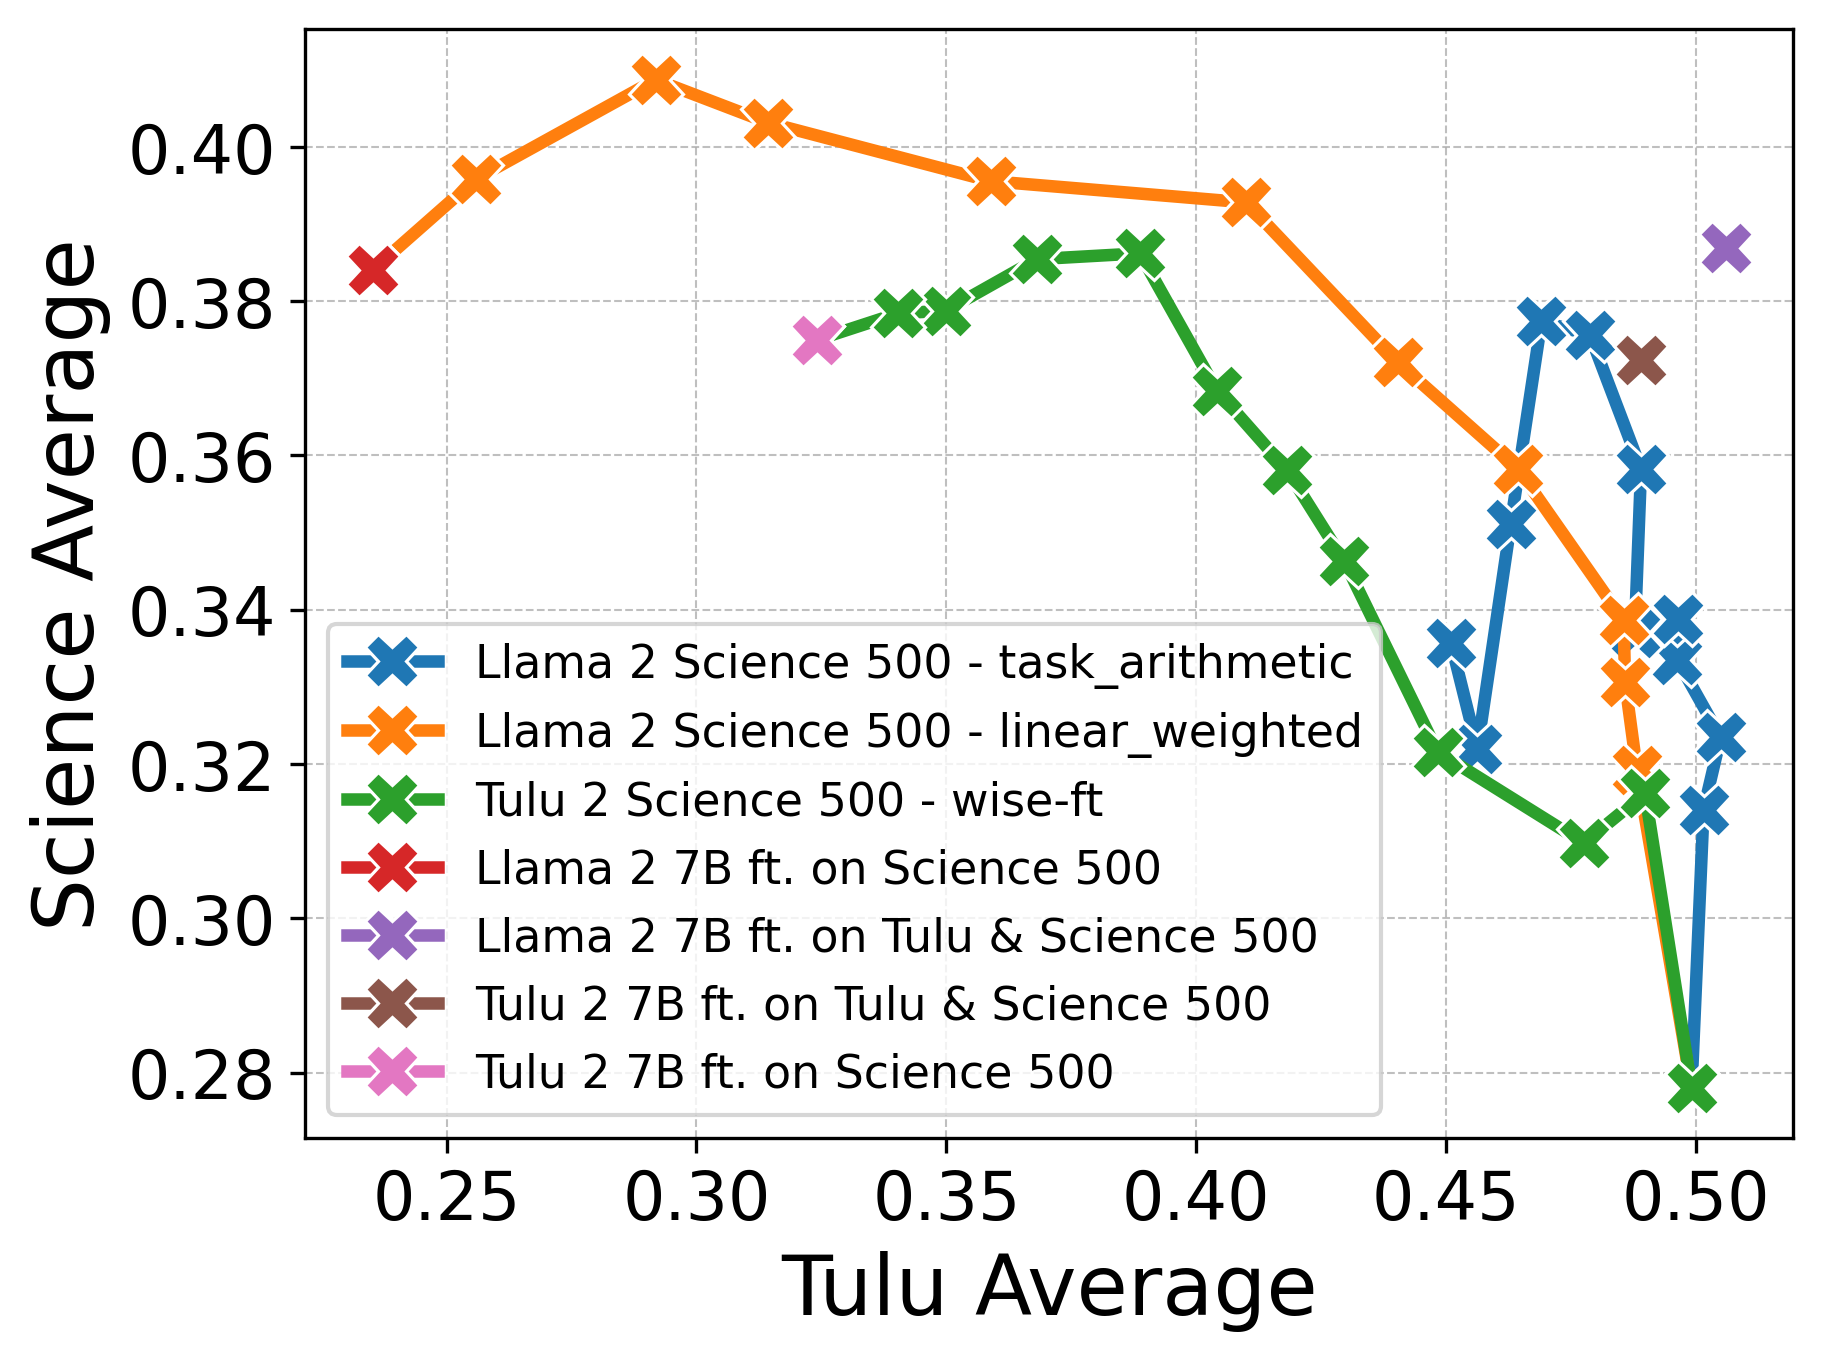 Science Average
0.40
0.38
0.36
0.34
0.32
0.30
0.28
Llama 2 Science 500 - task_arithmetic
Llama 2 Science 500 - linear_weighted
Tulu 2 Science 500 - wise-ft
Llama 2 7B ft. on Science 500
Llama 2 7B ft. on Tulu & Science 500
Tulu 2 7B ft. on Tulu & Science 500
Tulu 2 7B ft. on Science 500
0.25 0.30 0.35 0.40 0.45 0.50
Tulu Average